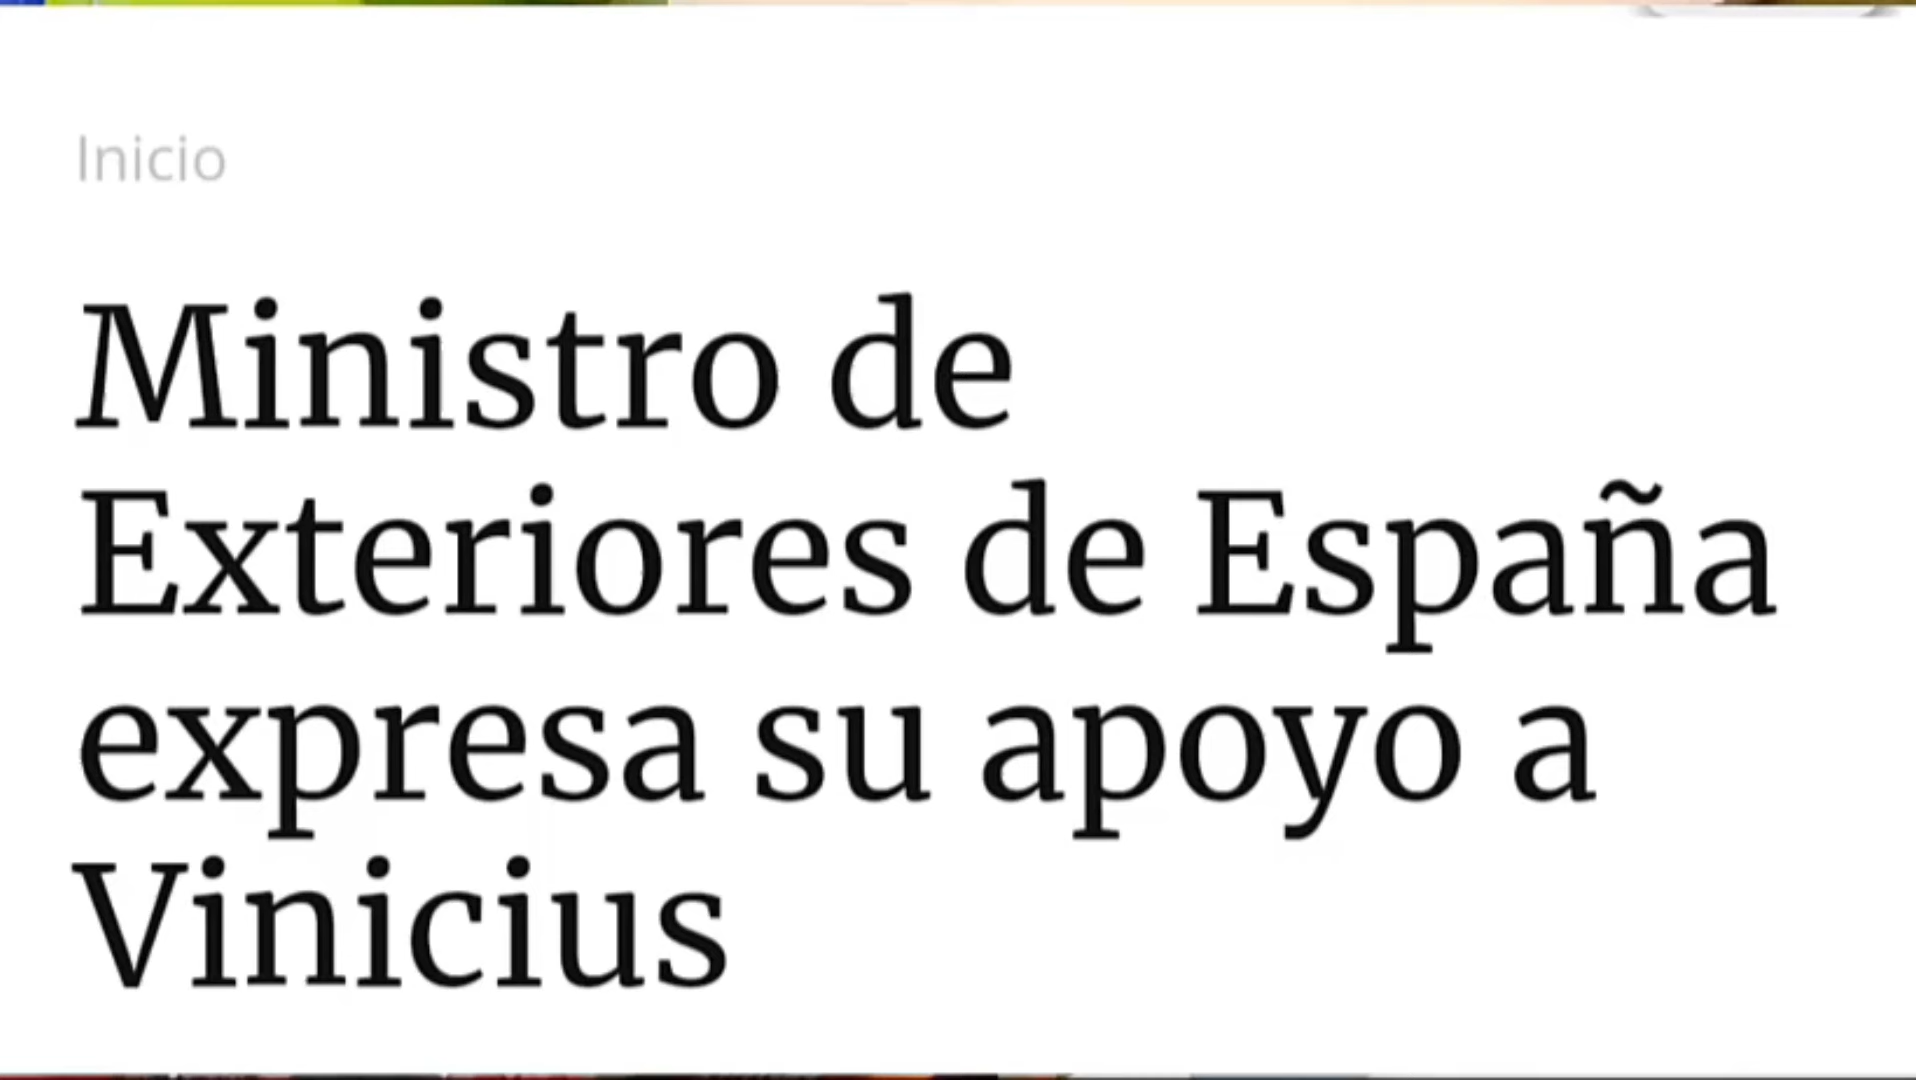 Inicio
Ministro de
Exteriores de España
expresa su apoyo a
Vinicius